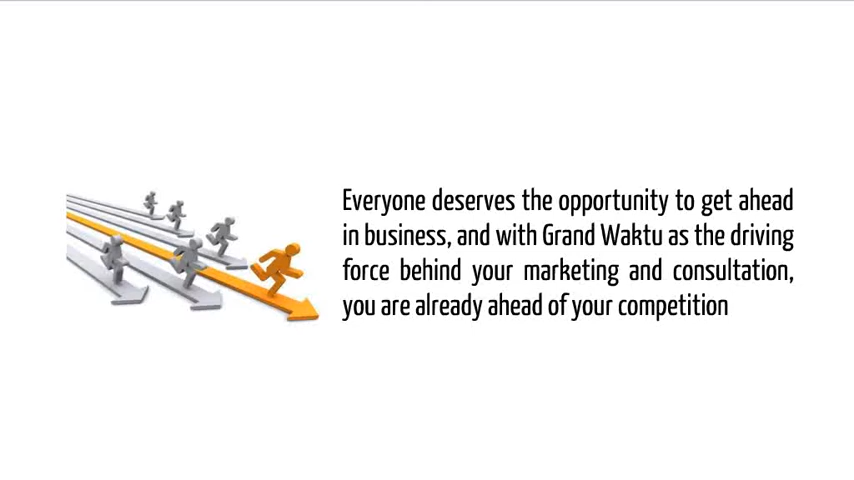 Everyone deserves the opportunity to get ahead
in business, and with Grand Waktu as the driving
force behind your marketing and consultation,
you are already ahead of your competition